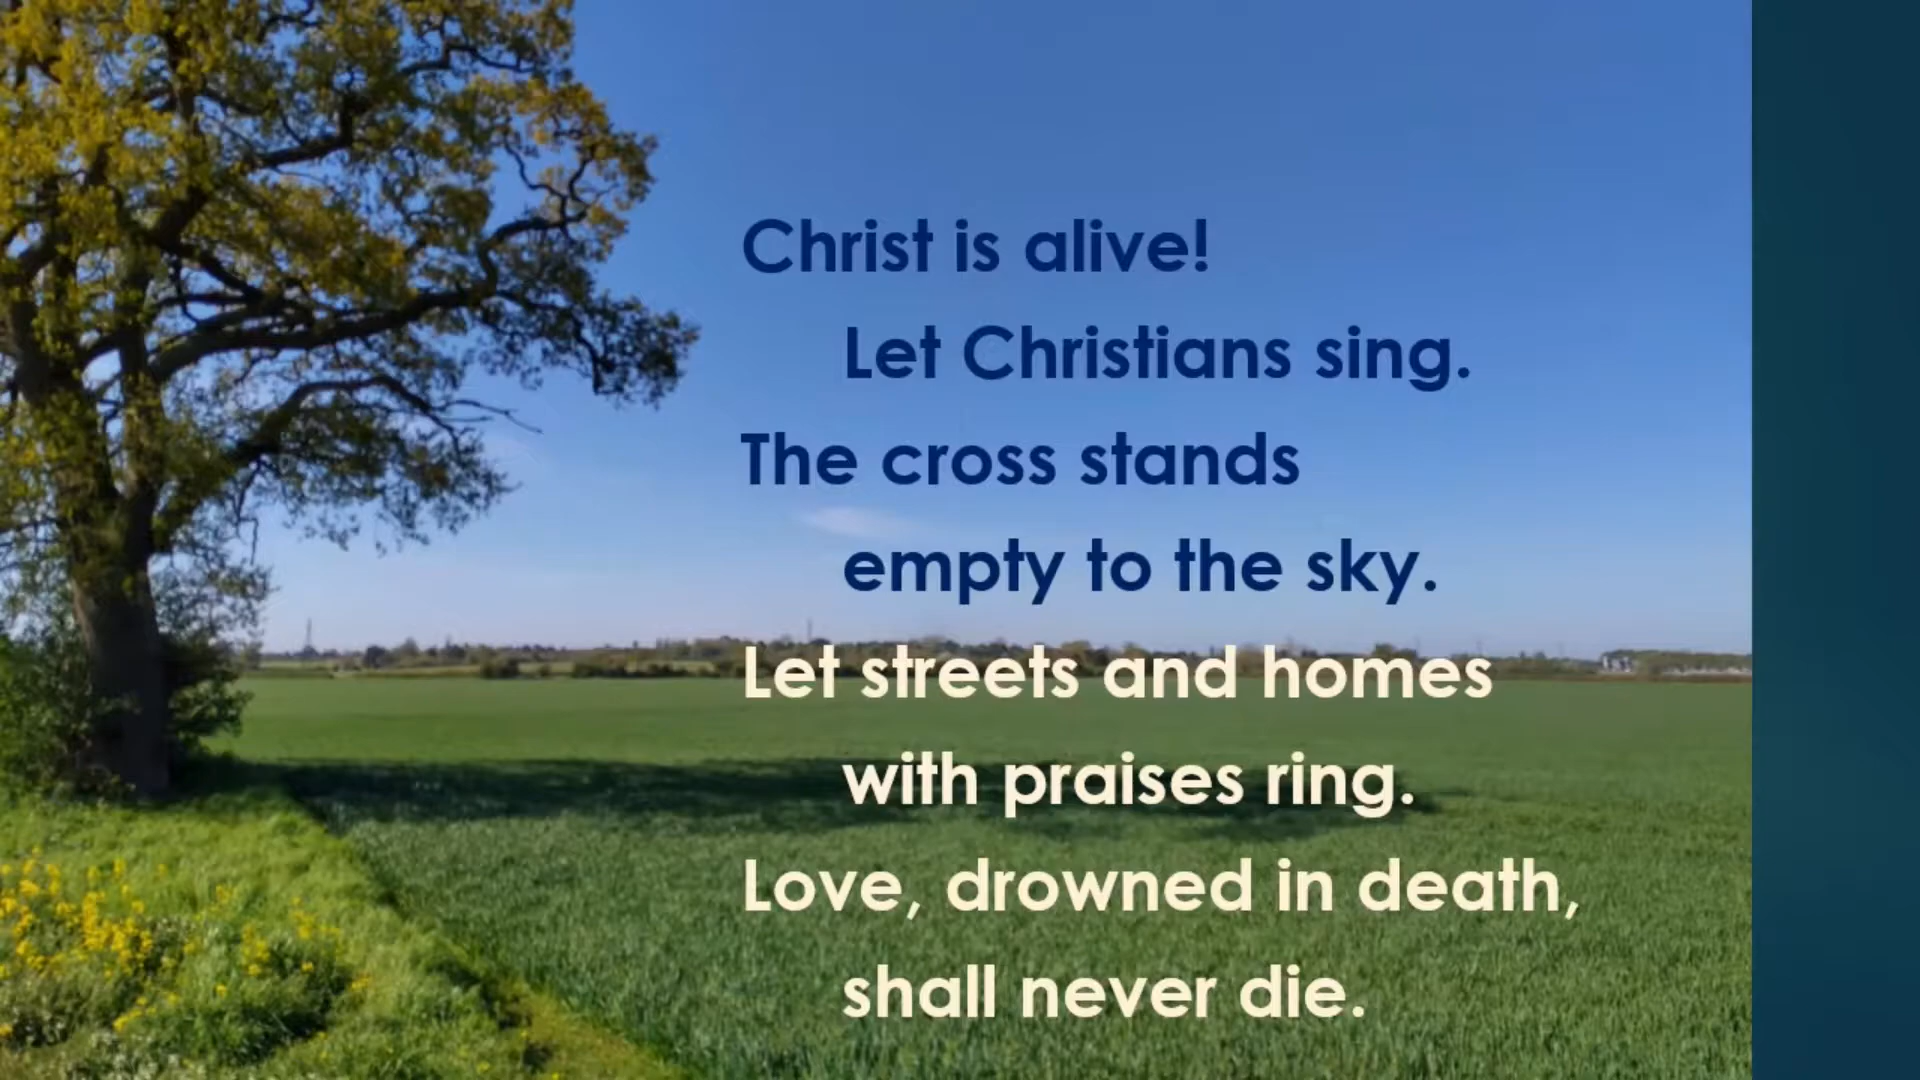 Christ is alive!
Let Christians sing.
The cross stands
empty to the sky.
Let streets and homes
with praises ring.
Love, drowned in death,
shall never die.